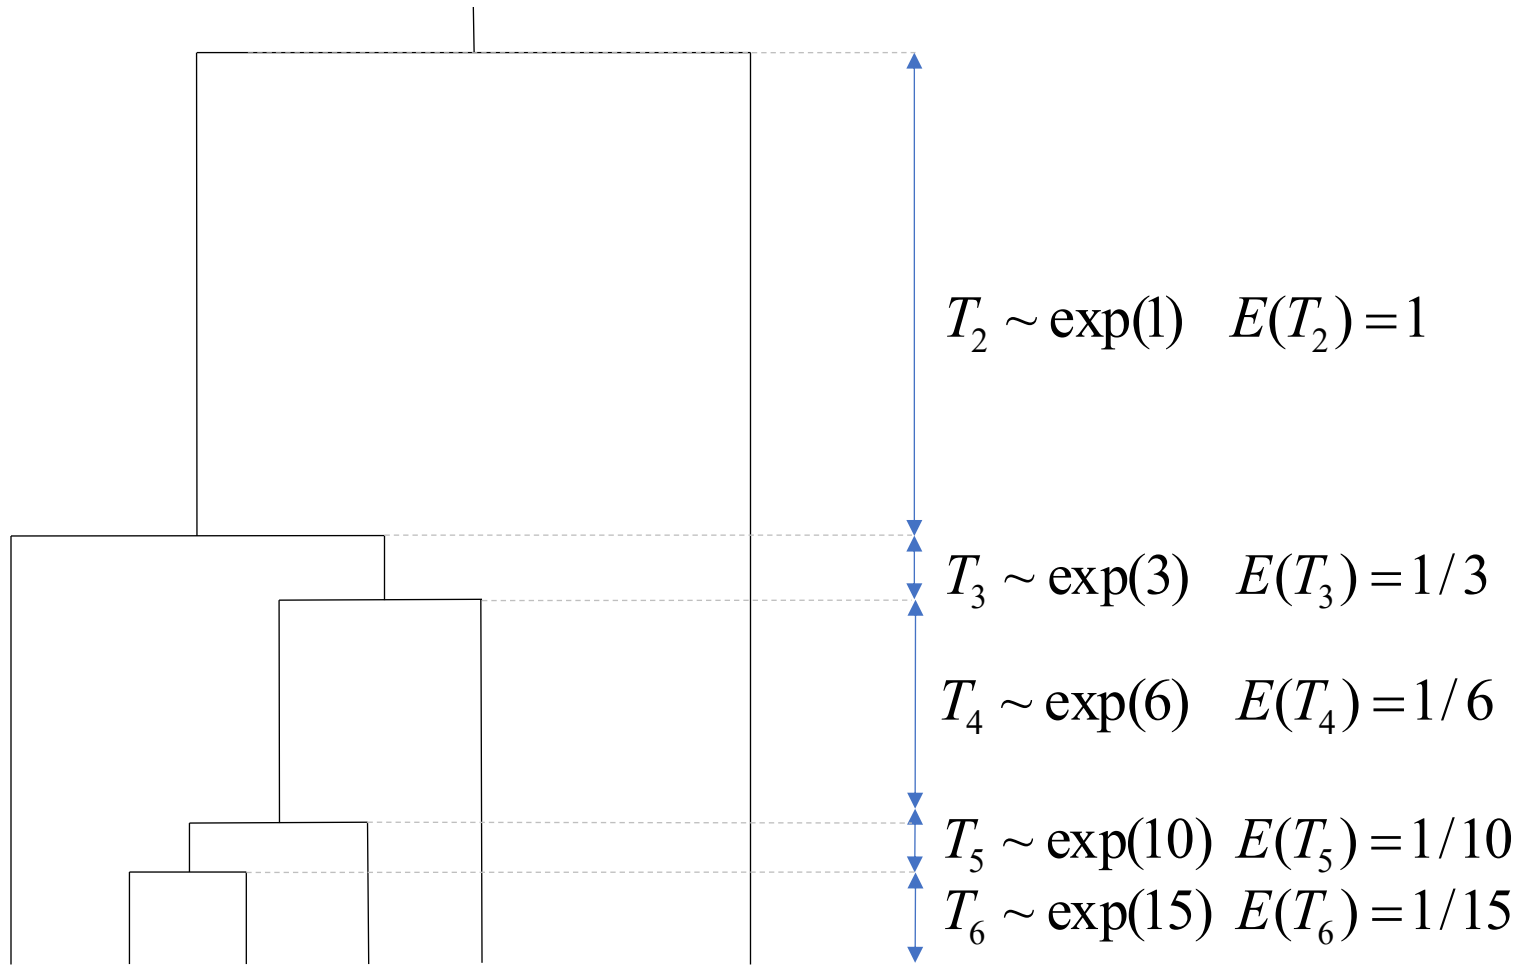 T₂ ~ exp(1) E(T₂) = 1
T₃ ~ exp(3) E(T₃) = 1/3
T₄ ~ exp(6) E(T₄) = 1/6
T₅ ~ exp(10) E(T₅) = 1/10
T₆ ~ exp(15) E(T₆) = 1/15